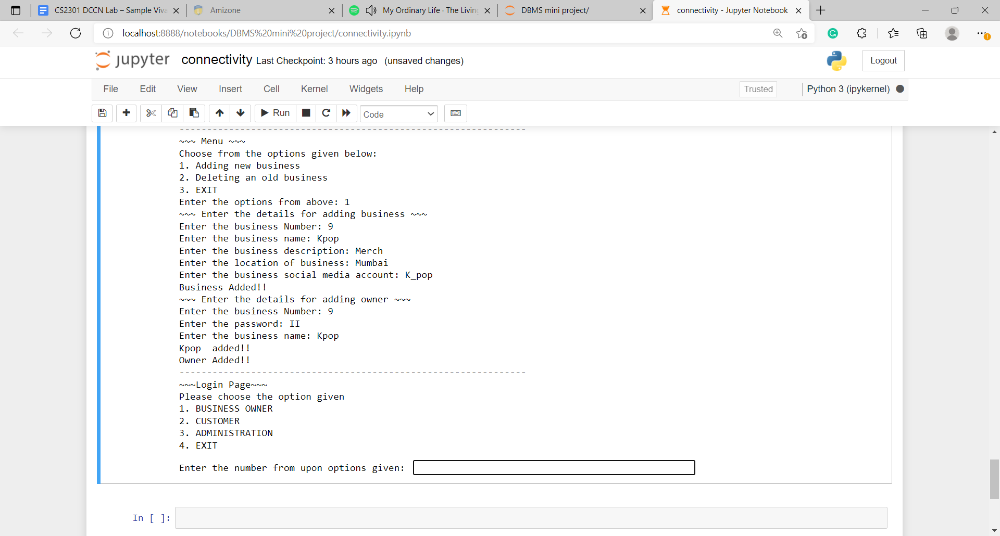 CS2301 DCCN Lab – Sample Viva
Amizone
My Ordinary Life · The Living
DBMS mini project/
connectivity - Jupyter Notebook
localhost:8888/notebooks/DBMS%20mini%20project/connectivity.ipynb
jupyter connectivity Last Checkpoint: 3 hours ago (unsaved changes)
Logout
File Edit View Insert Cell Kernel Widgets Help
Trusted
Python 3 (ipykernel)
Run
Code
---------------------------------------------------------------
~~~ Menu ~~~
Choose from the options given below:
1. Adding new business
2. Deleting an old business
3. EXIT
Enter the options from above: 1
~~~ Enter the details for adding business ~~~
Enter the business Number: 9
Enter the business name: Kpop
Enter the business description: Merch
Enter the location of business: Mumbai
Enter the business social media account: K_pop
Business Added!!
~~~ Enter the details for adding owner ~~~
Enter the business Number: 9
Enter the password: II
Enter the business name: Kpop
Kpop  added!!
Owner Added!!
---------------------------------------------------------------
~~~Login Page~~~
Please choose the option given
1. BUSINESS OWNER
2. CUSTOMER
3. ADMINISTRATION
4. EXIT
Enter the number from upon options given:
In [ ]: